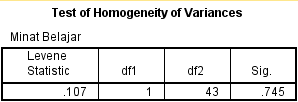 Test of Homogeneity of Variances
Minat Belajar
Levene Statistic df1 df2 Sig.
.107 1 43 .745